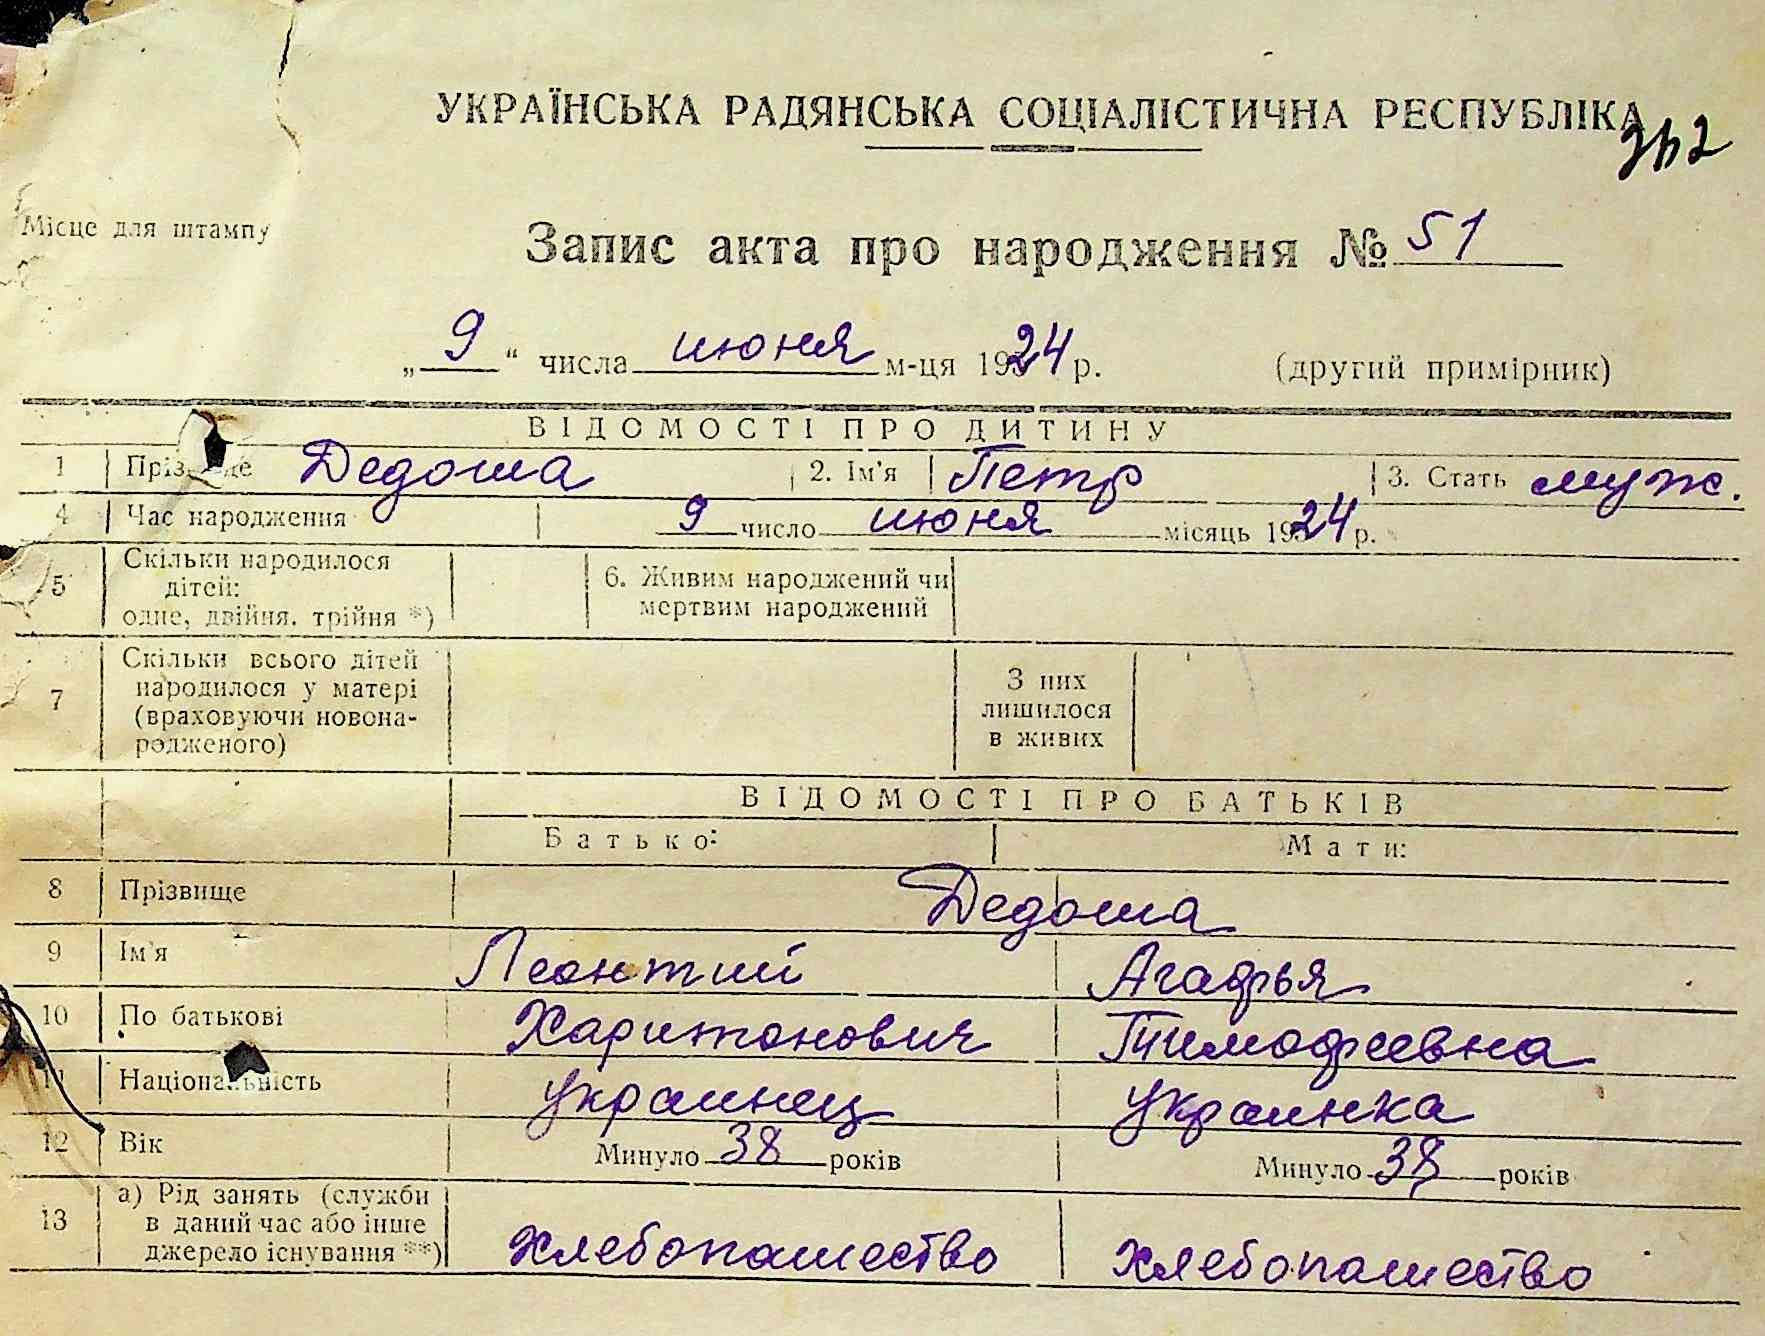 УКРАЇНСЬКА РАДЯНСЬКА СОЦІАЛІСТИЧНА РЕСПУБЛІКА
Місце для штампу
Запис акта про народження № 51
„ 9 “ числа июня м-ця 1924 р. (другий примірник)
ВІДОМОСТІ ПРО ДИТИНУ
1 Дедоша 2. Ім'я Петр 3. Стать муж.
4 Час народження 9 число июня місяць 1924 р.
5 Скільки народилося дітей: одне, двійня. трійня *) 6. Живим народжений чи мертвим народжений
7 Скільки всього дітей народилося у матері (враховуючи новона-родженого) З них лишилося в живих
ВІДОМОСТІ ПРО БАТЬКІВ
Батько: Мати:
8 Прізвище Дедоша
9 Ім'я Леонтий Агафья
10 По батькові Харитонович Тимофеевна
11 Національність украинец украинка
12 Вік Минуло 38 років Минуло 38 років
13 а) Рід занять (служби в даний час або інше джерело існування **) хлебопашество хлебопашество